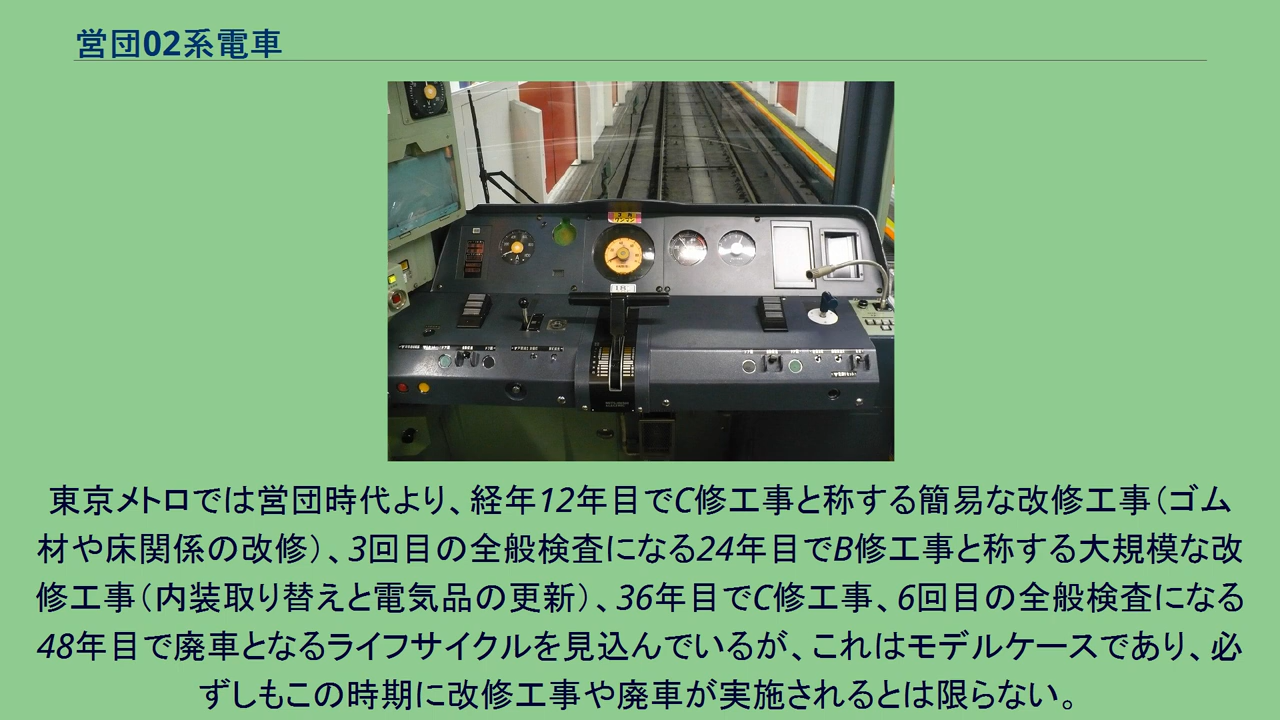 営団02系電車
3両
ワンマン
18.
東京メトロでは営団時代より、経年12年目でC修工事と称する簡易な改修工事（ゴム
材や床関係の改修）、3回目の全般検査になる24年目でB修工事と称する大規模な改
修工事（内装取り替えと電気品の更新）、36年目でC修工事、6回目の全般検査になる
48年目で廃車となるライフサイクルを見込んでいるが、これはモデルケースであり、必
ずしもこの時期に改修工事や廃車が実施されるとは限らない。